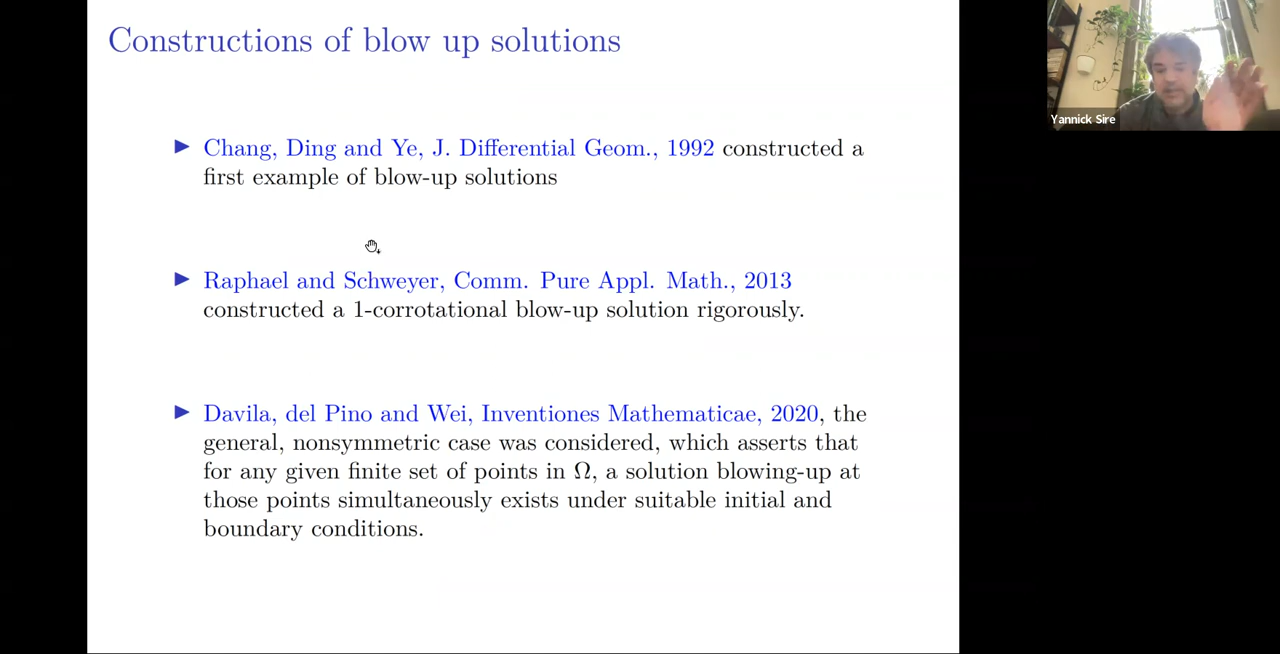 Constructions of blow up solutions
Chang, Ding and Ye, J. Differential Geom., 1992 constructed a
first example of blow-up solutions
Raphael and Schweyer, Comm. Pure Appl. Math., 2013
constructed a 1-corrotational blow-up solution rigorously.
Davila, del Pino and Wei, Inventiones Mathematicae, 2020, the
general, nonsymmetric case was considered, which asserts that
for any given finite set of points in Ω, a solution blowing-up at
those points simultaneously exists under suitable initial and
boundary conditions.
Yannick Sire